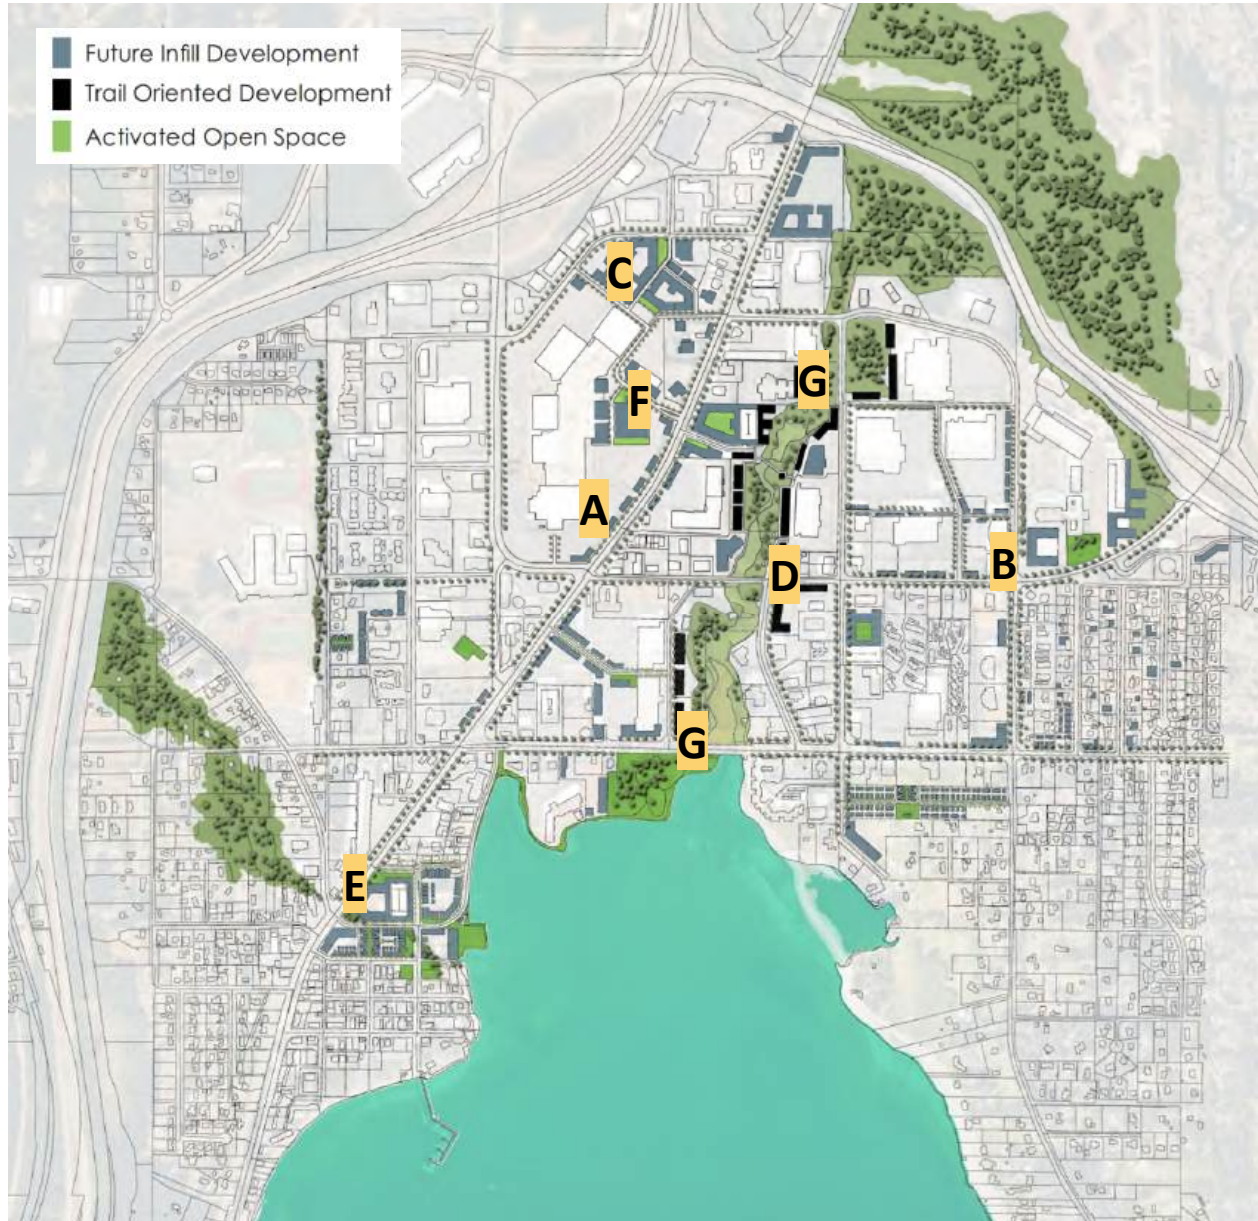 Future Infill Development
Trail Oriented Development
Activated Open Space
C
G
F
A
B
D
G
E